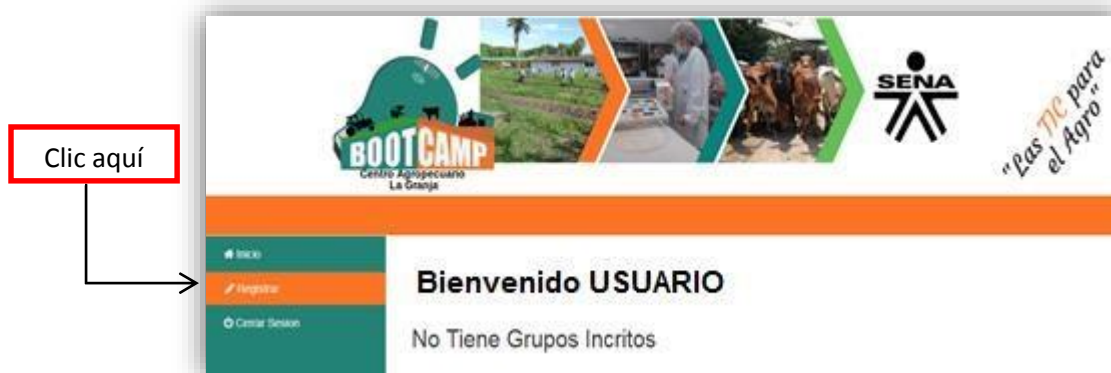 SENA
"Las TIC para
el Agro"
BOOTCAMP
Centro Agropecuario
La Granja
Clic aquí
Inicio
Registrar
Cerrar Sesion
Bienvenido USUARIO
No Tiene Grupos Incritos